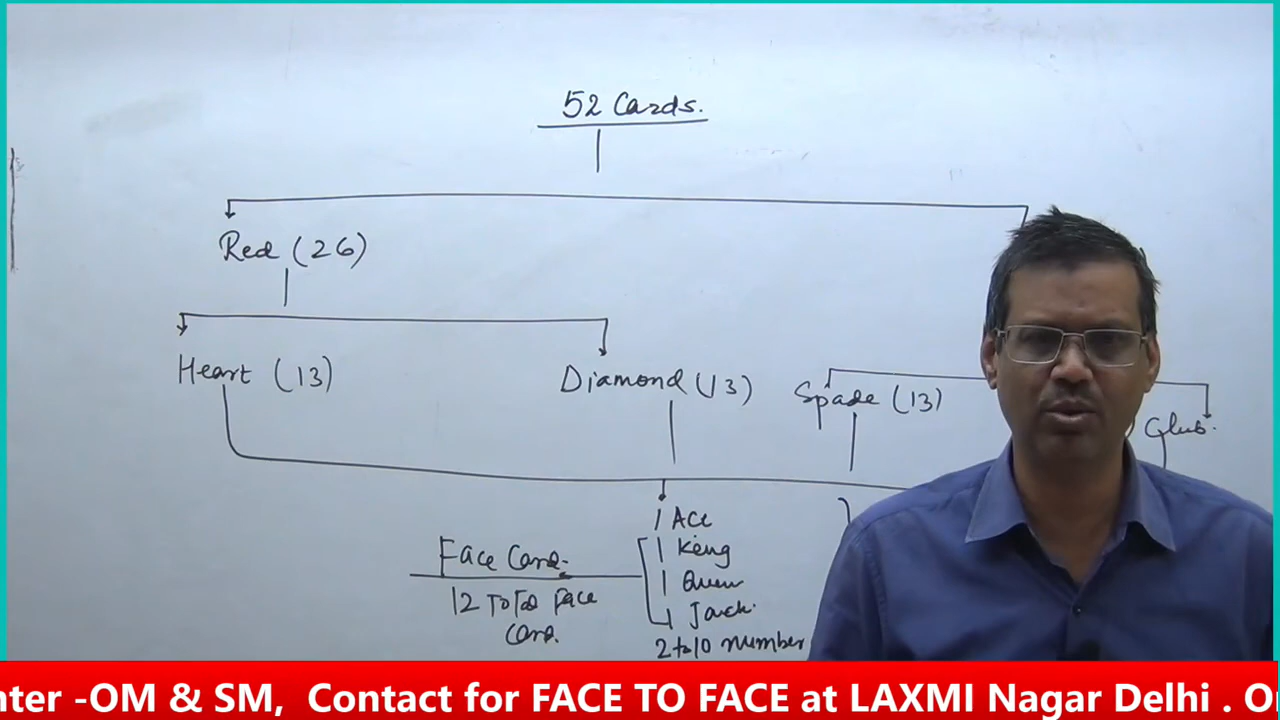 52 Cards.
Red (26)
Heart (13)
Diamond (13)
Spade (13)
Club.
1 Ace
1 King
1 Queen
1 Jack.
2 to 10 number
Face Card.
12 Total Face
Card.
nter -OM & SM, Contact for FACE TO FACE at LAXMI Nagar Delhi . O